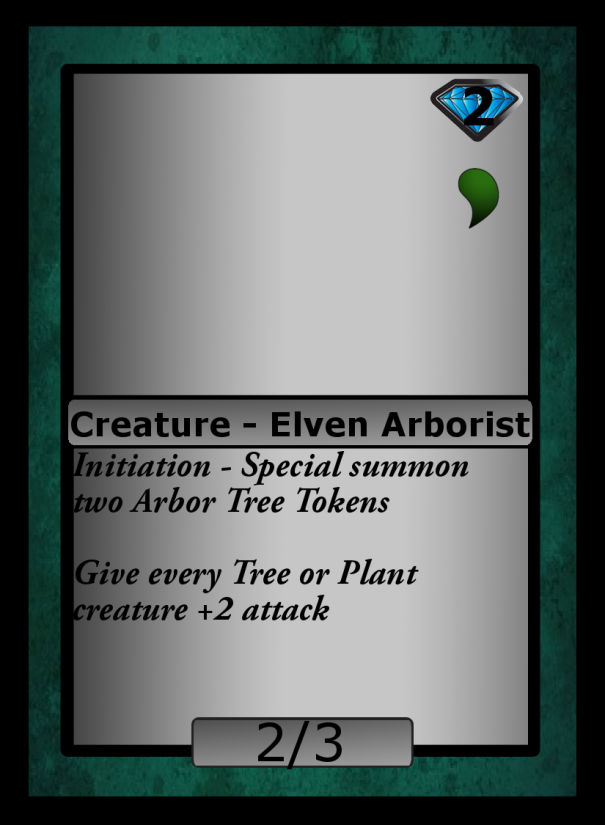 2
Creature - Elven Arborist
Initiation - Special summon
two Arbor Tree Tokens
Give every Tree or Plant
creature +2 attack
2/3